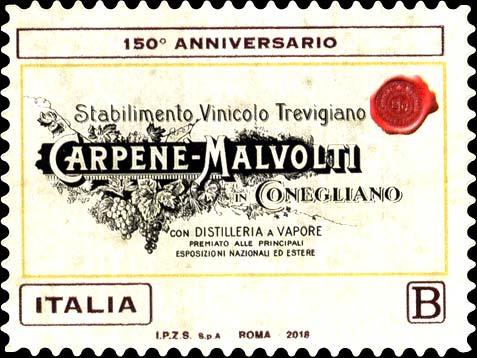 150° ANNIVERSARIO
Stabilimento Vinicolo Trevigiano
CARPENE-MALVOLTI
IN CONEGLIANO
CON DISTILLERIA A VAPORE
PREMIATO ALLE PRINCIPALI
ESPOSIZIONI NAZIONALI ED ESTERE
ITALIA
B
I.P.Z.S. S.p.A. ROMA 2018